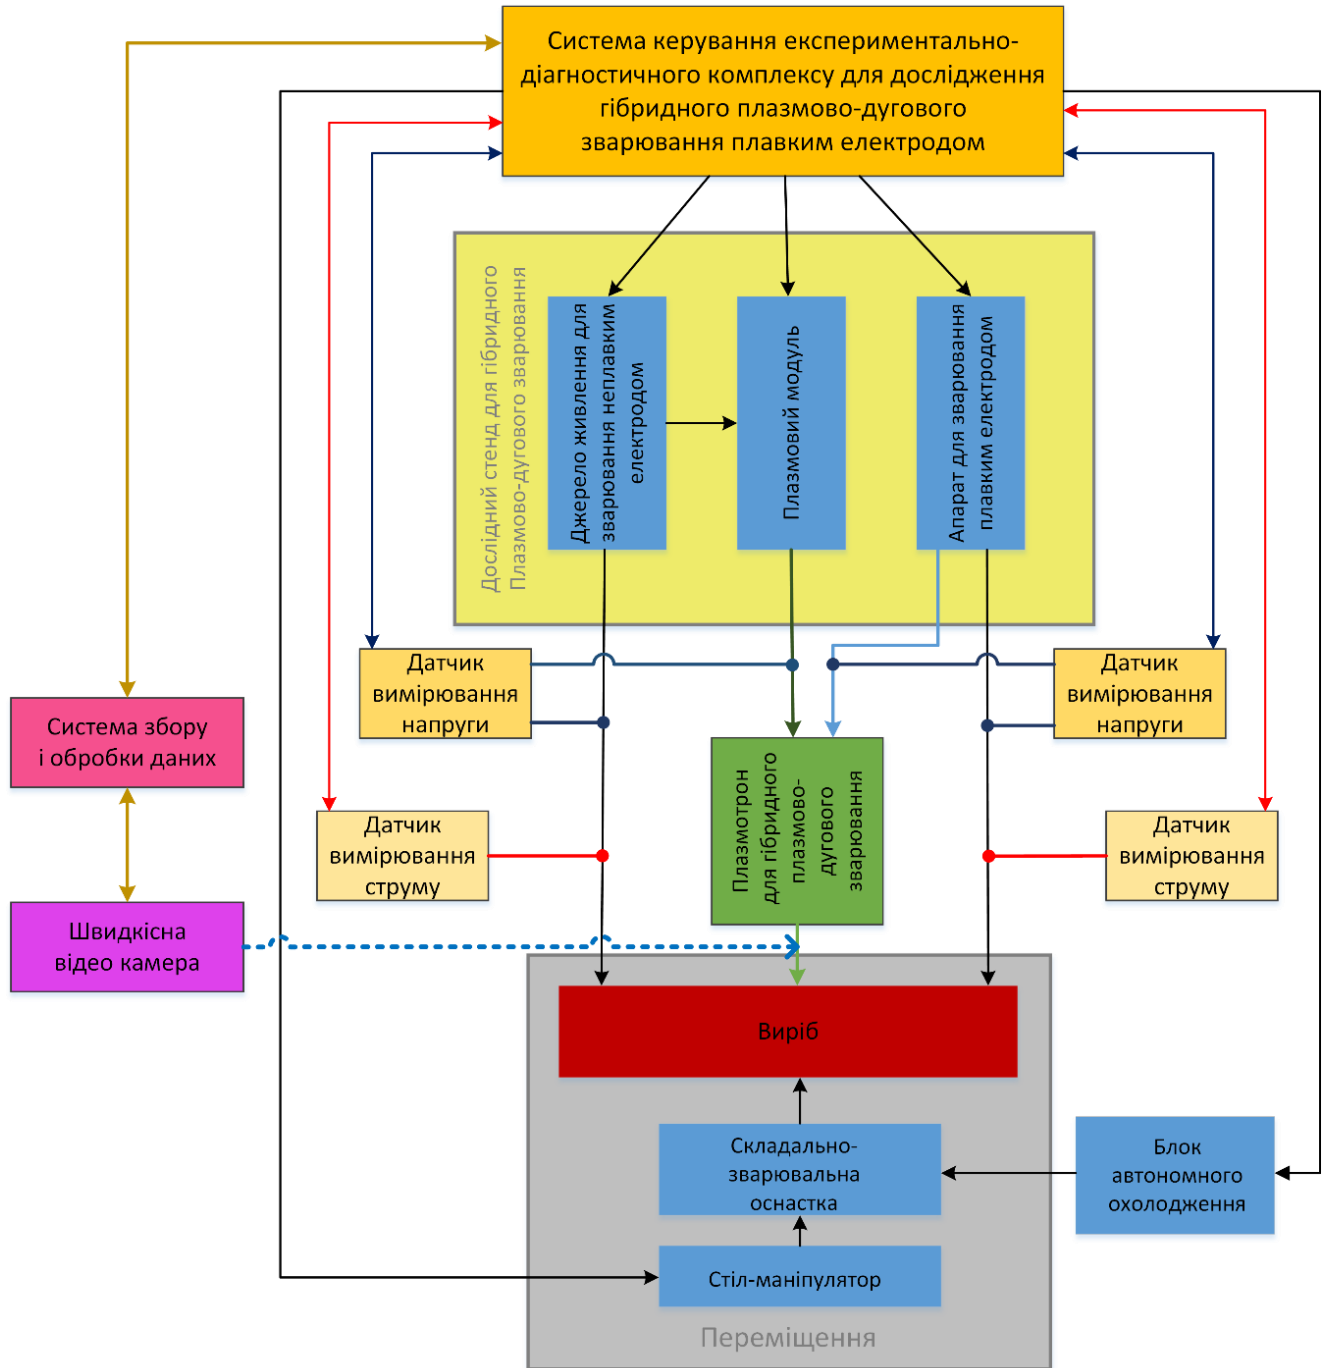 Система керування експериментально-
діагностичного комплексу для дослідження
гібридного плазмово-дугового
зварювання плавким електродом
Дослідний стенд для гібридного
Плазмово-дугового зварювання
Джерело живлення для
зварювання неплавким
електродом
Плазмовий модуль
Апарат для зварювання
плавким електродом
Датчик
вимірювання
напруги
Датчик
вимірювання
напруги
Система збору
і обробки даних
Плазмотрон
для гібридного
плазмово-
дугового
зварювання
Датчик
вимірювання
струму
Датчик
вимірювання
струму
Швидкісна
відео камера
Виріб
Складально-
зварювальна
оснастка
Блок
автономного
охолодження
Стіл-маніпулятор
Переміщення